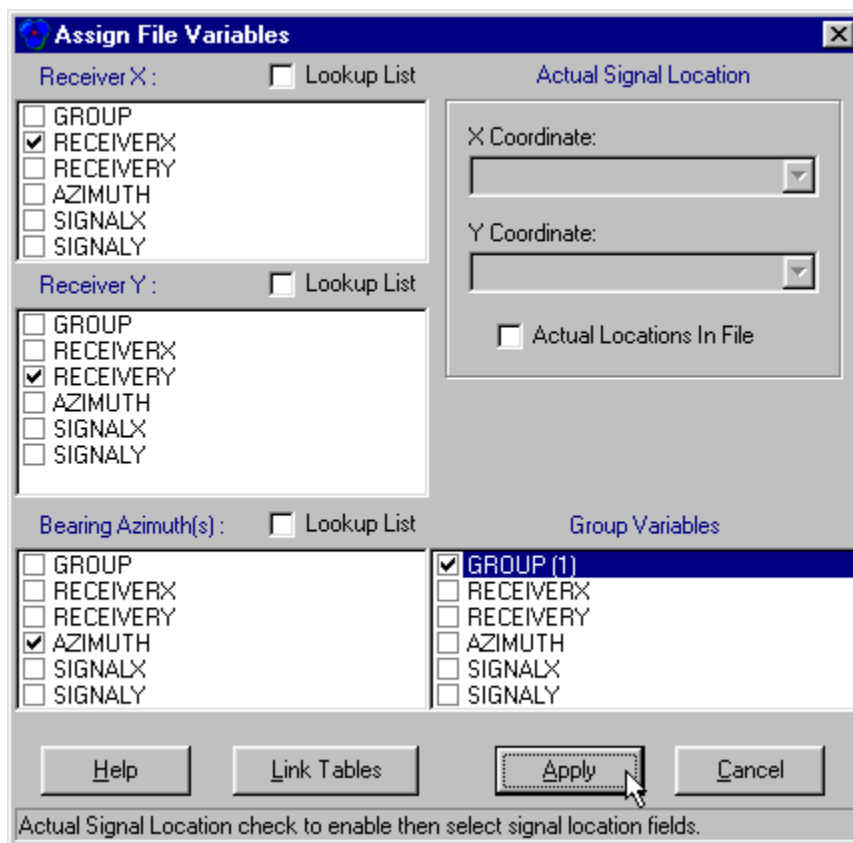 Assign File Variables
Receiver X :
Lookup List
GROUP
RECEIVERX
RECEIVERY
AZIMUTH
SIGNALX
SIGNALY
Actual Signal Location
X Coordinate:
Y Coordinate:
Actual Locations In File
Receiver Y :
Lookup List
GROUP
RECEIVERX
RECEIVERY
AZIMUTH
SIGNALX
SIGNALY
Bearing Azimuth(s) :
Lookup List
GROUP
RECEIVERX
RECEIVERY
AZIMUTH
SIGNALX
SIGNALY
Group Variables
GROUP (1)
RECEIVERX
RECEIVERY
AZIMUTH
SIGNALX
SIGNALY
Help
Link Tables
Apply
Cancel
Actual Signal Location check to enable then select signal location fields.